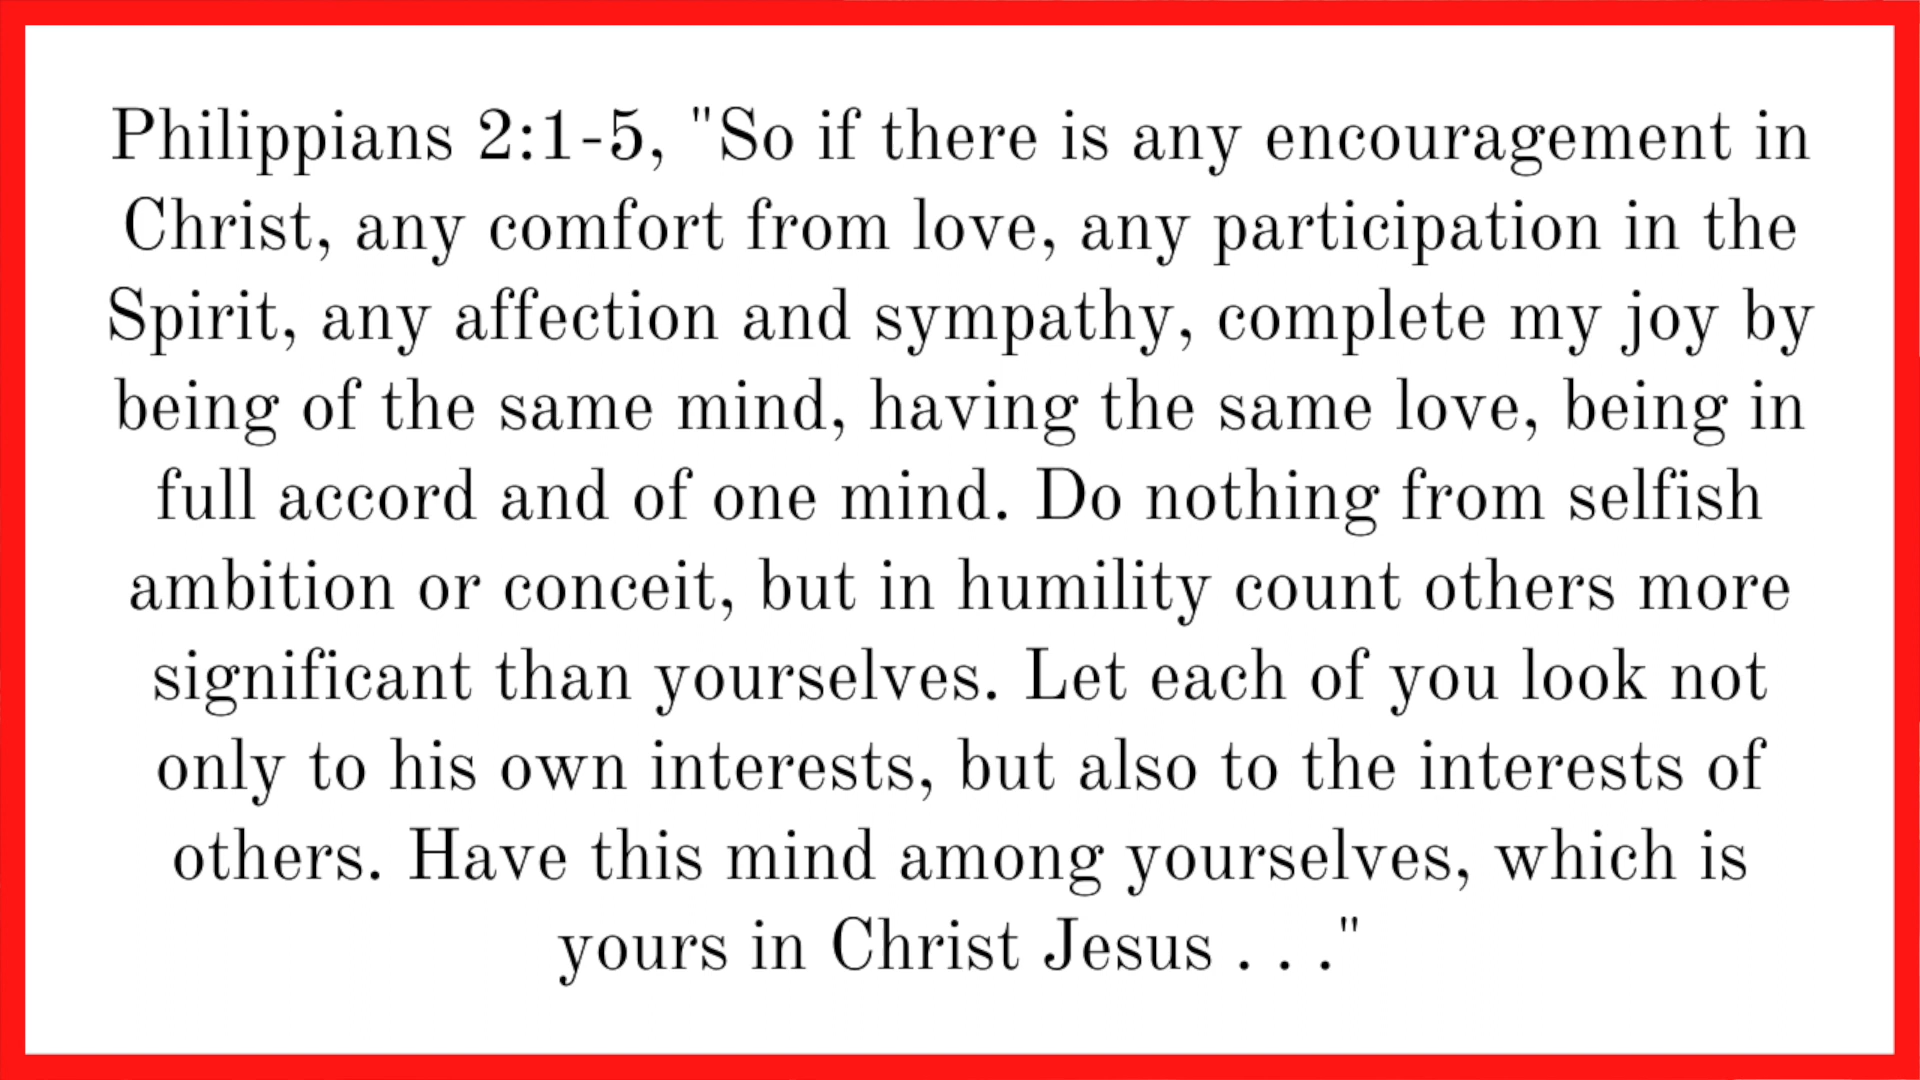 Philippians 2:1-5, "So if there is any encouragement in
Christ, any comfort from love, any participation in the
Spirit, any affection and sympathy, complete my joy by
being of the same mind, having the same love, being in
full accord and of one mind. Do nothing from selfish
ambition or conceit, but in humility count others more
significant than yourselves. Let each of you look not
only to his own interests, but also to the interests of
others. Have this mind among yourselves, which is
yours in Christ Jesus . . ."